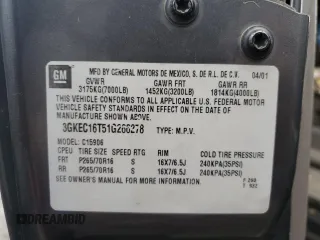 GM
MFD BY GENERAL MOTORS DE MEXICO, S. DE R.L. DE C.V. 04/01
GVWR GAWR FRT GAWR RR
3175KG(7000LB) 1452KG(3200LB) 1814KG(4000LB)
THIS VEHICLE CONFORMS TO ALL APPLICABLE U.S. FEDERAL MOTOR
VEHICLE SAFETY STANDARDS IN EFFECT ON THE DATE OF
MANUFACTURE SHOWN ABOVE.
3GKEC16T51G266278 TYPE: M.P.V.
MODEL: C15906
TIRE SIZE SPEED RTG RIM COLD TIRE PRESSURE
FRT P265/70R16 S 16X7/6.5J 240KPA(35PSI)
RR P265/70R16 S 16X7/6.5J 240KPA(35PSI)
SEE OWNER'S MANUAL FOR MORE INFORMATION.
DREAMBID